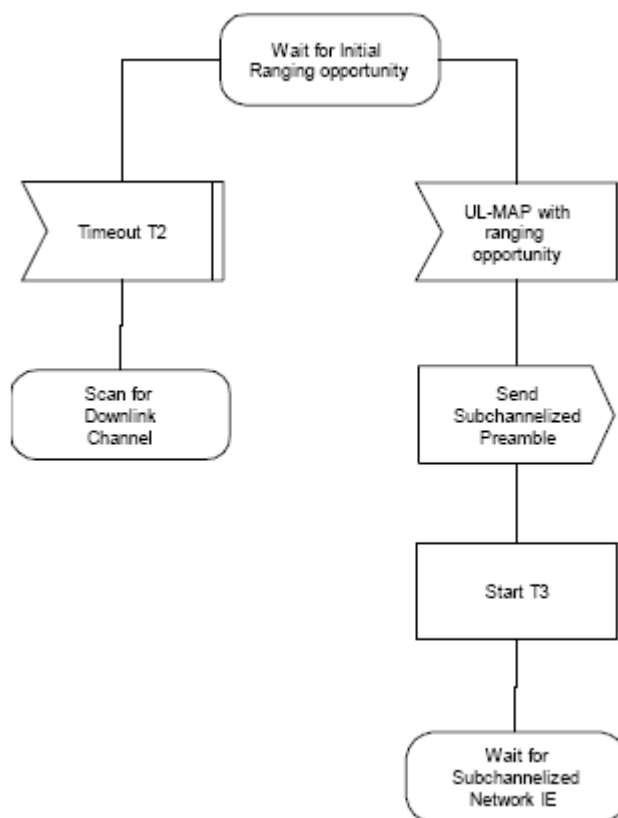 Wait for Initial
Ranging opportunity
Timeout T2
UL-MAP with
ranging
opportunity
Scan for
Downlink
Channel
Send
Subchannelized
Preamble
Start T3
Wait for
Subchannelized
Network IE